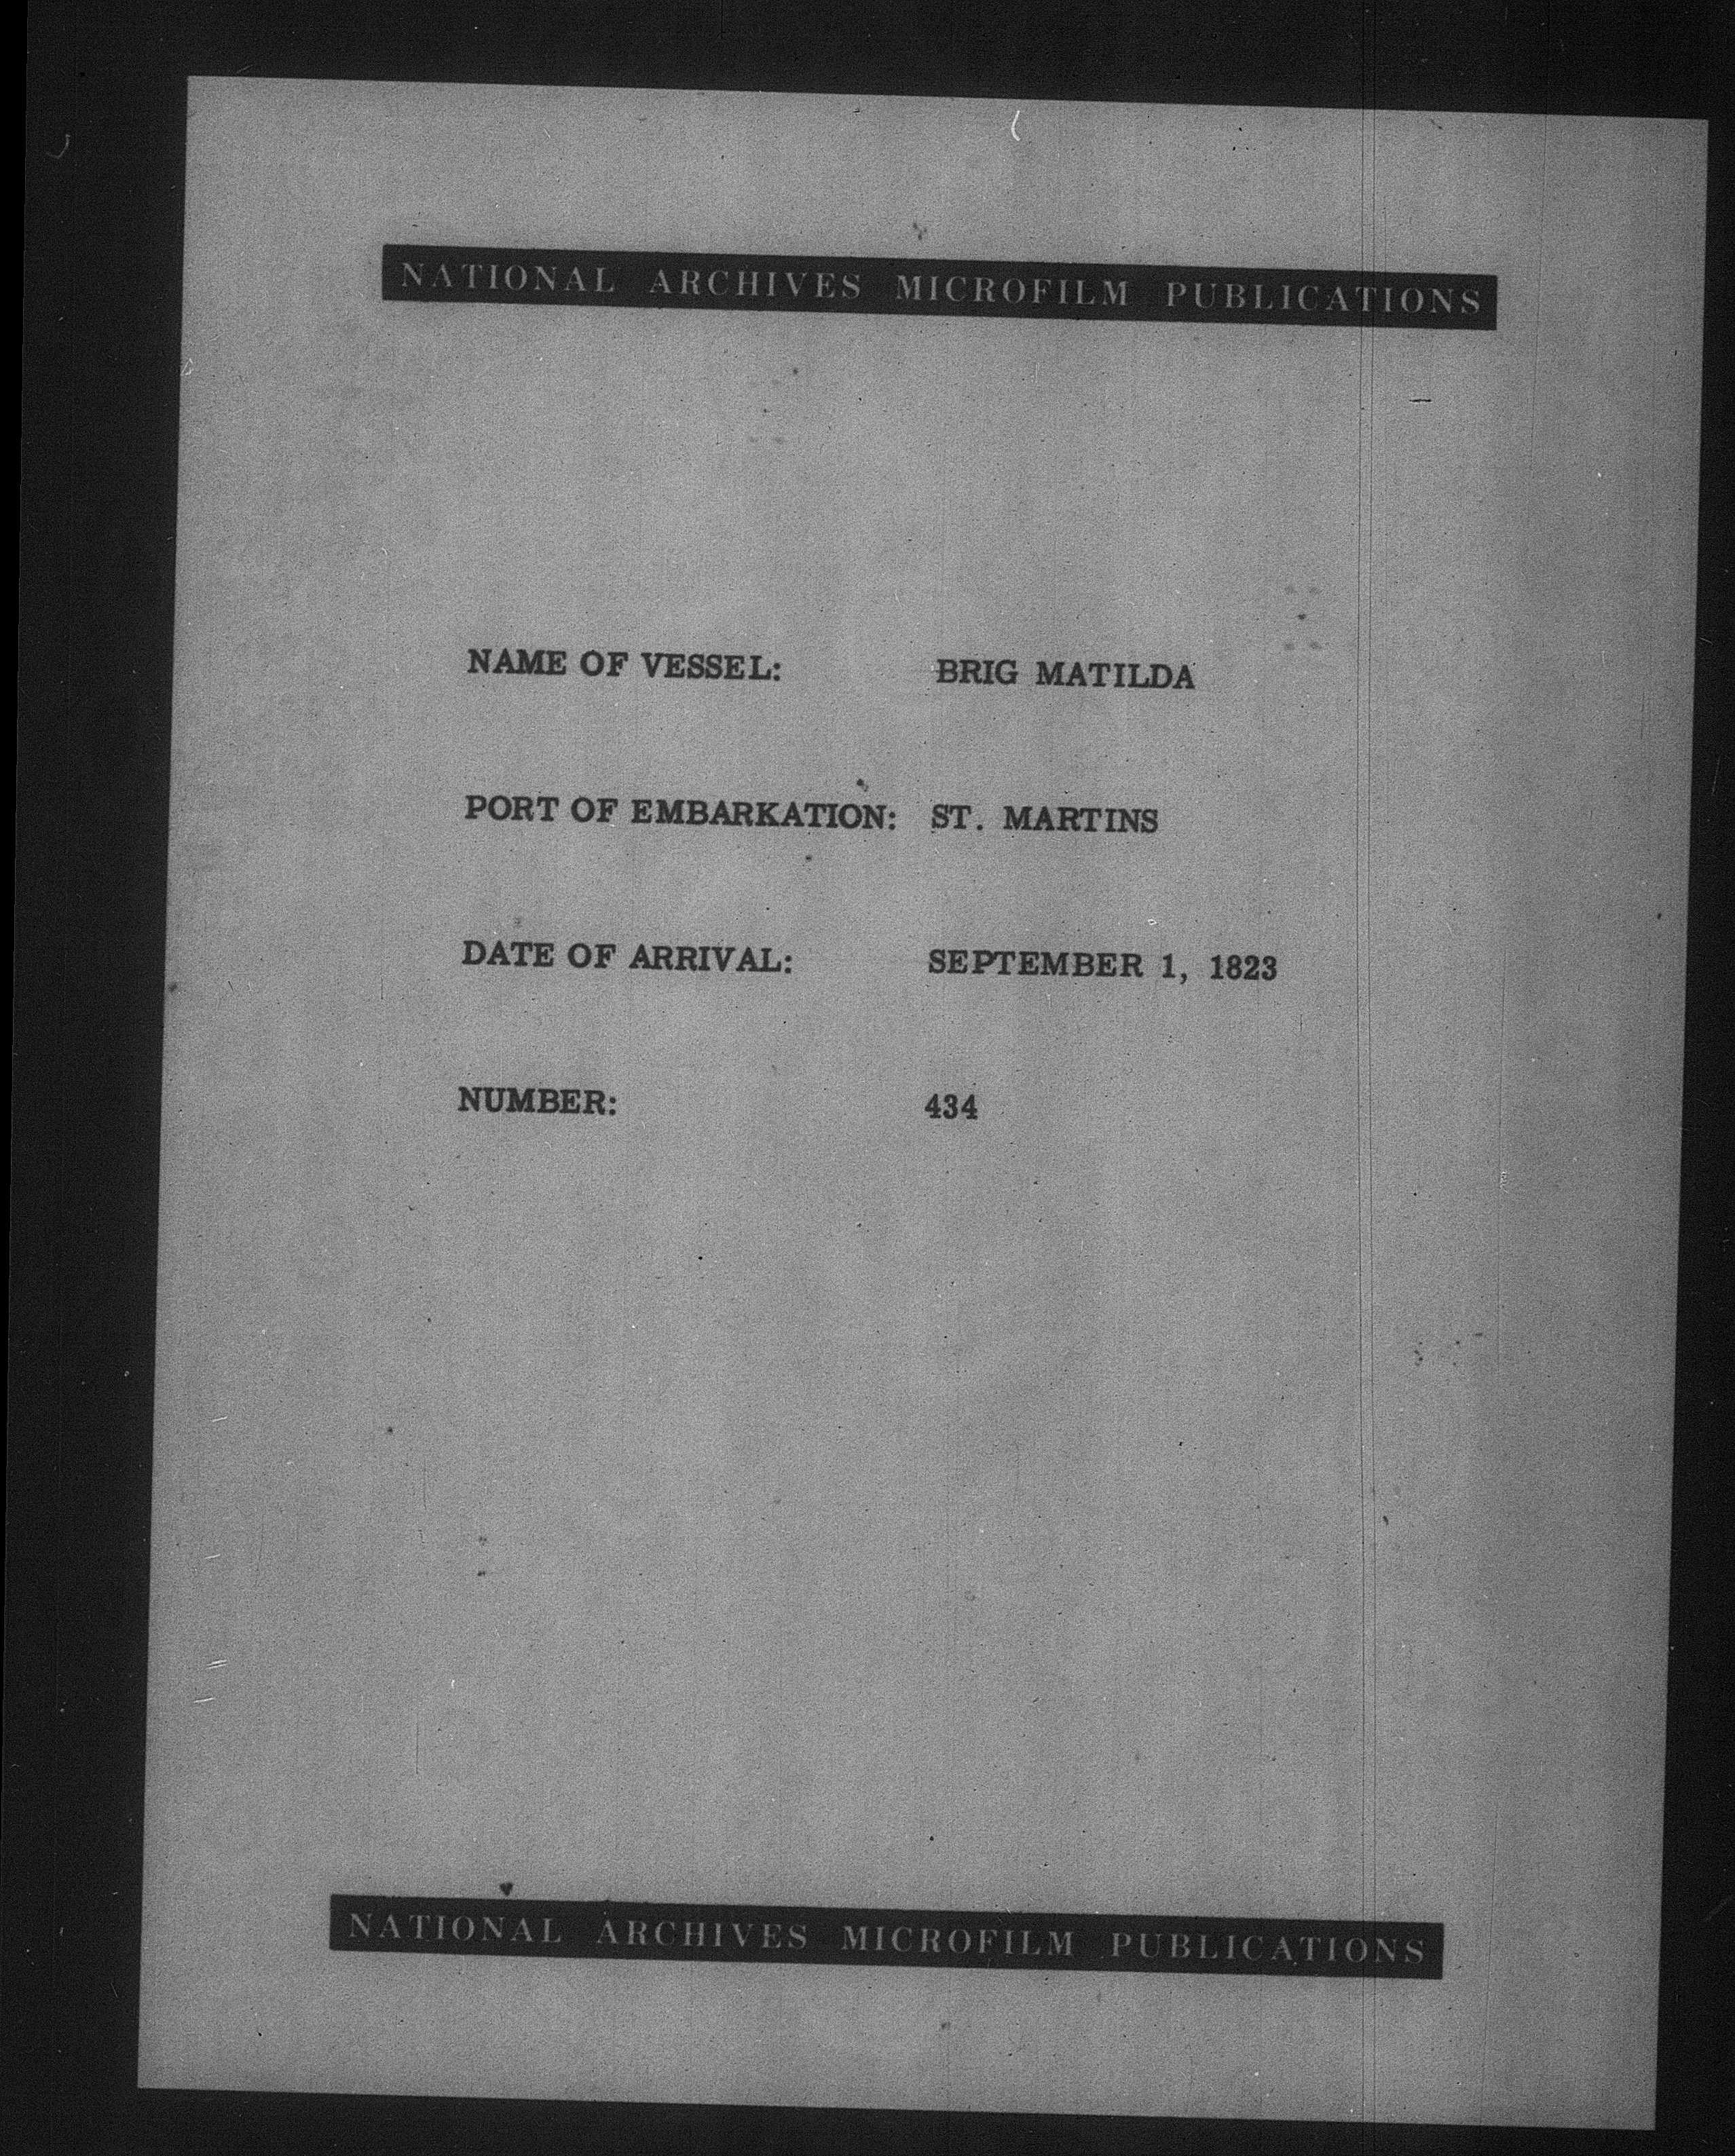 NATIONAL ARCHIVES MICROFILM PUBLICATIONS
NAME OF VESSEL: BRIG MATILDA
PORT OF EMBARKATION: ST. MARTINS
DATE OF ARRIVAL: SEPTEMBER 1, 1823
NUMBER: 434
NATIONAL ARCHIVES MICROFILM PUBLICATIONS